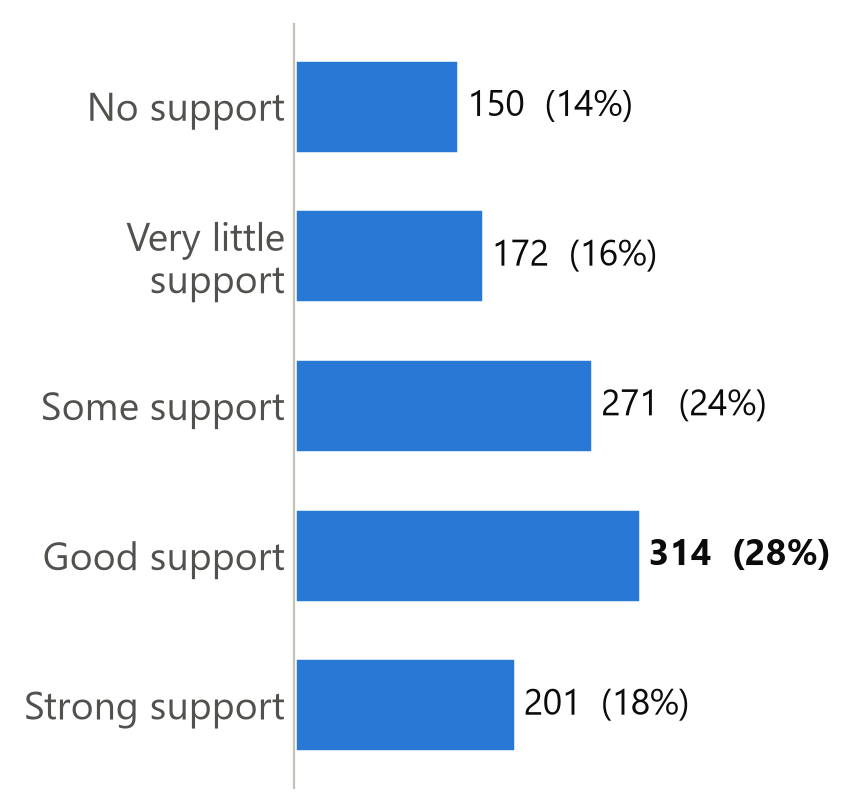 No support 150 (14%)
Very little
support 172 (16%)
Some support 271 (24%)
Good support 314 (28%)
Strong support 201 (18%)